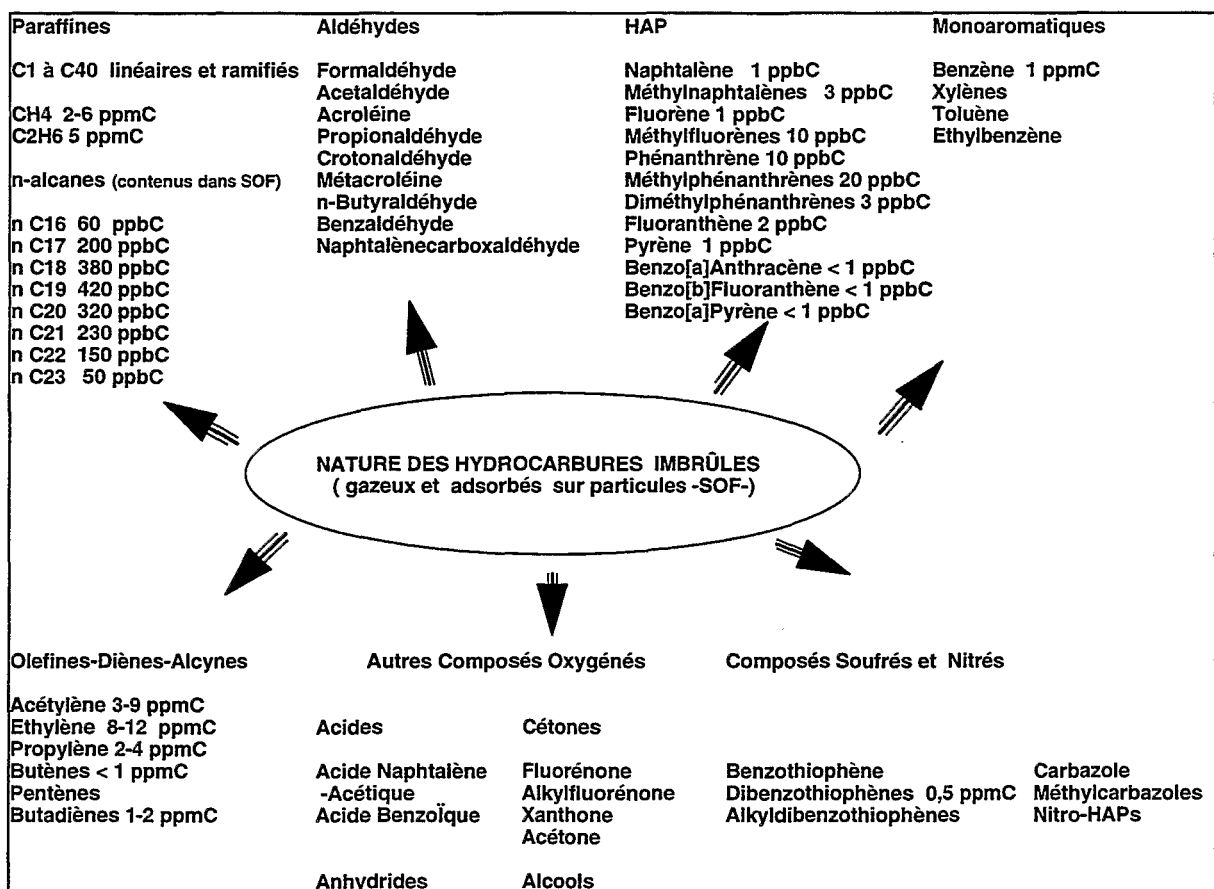 Paraffines
C1 à C40 linéaires et ramifiés
CH4 2-6 ppmC
C2H6 5 ppmC
n-alcanes (contenus dans SOF)
n C16 60 ppbC
n C17 200 ppbC
n C18 380 ppbC
n C19 420 ppbC
n C20 320 ppbC
n C21 230 ppbC
n C22 150 ppbC
n C23 50 ppbC
Aldéhydes
Formaldéhyde
Acetaldéhyde
Acroléine
Propionaldéhyde
Crotonaldéhyde
Métacroléine
n-Butyraldéhyde
Benzaldéhyde
Naphtalènecarboxaldéhyde
HAP
Naphtalène 1 ppbC
Méthylnaphtalènes 3 ppbC
Fluorène 1 ppbC
Méthylfluorènes 10 ppbC
Phénanthrène 10 ppbC
Méthylphénanthrènes 20 ppbC
Diméthylphénanthrènes 3 ppbC
Fluoranthène 2 ppbC
Pyrène 1 ppbC
Benzo[a]Anthracène < 1 ppbC
Benzo[b]Fluoranthène < 1 ppbC
Benzo[a]Pyrène < 1 ppbC
Monoaromatiques
Benzène 1 ppmC
Xylènes
Toluène
Ethylbenzène
NATURE DES HYDROCARBURES IMBRÛLES
( gazeux et adsorbés sur particules -SOF-)
Olefines-Diènes-Alcynes
Acétylène 3-9 ppmC
Ethylène 8-12 ppmC
Propylène 2-4 ppmC
Butènes < 1 ppmC
Pentènes
Butadiènes 1-2 ppmC
Autres Composés Oxygénés
Acides
Acide Naphtalène
-Acétique
Acide Benzoïque
Anhydrides
Cétones
Fluorénone
Alkylfluorénone
Xanthone
Acétone
Alcools
Composés Soufrés et Nitrés
Benzothiophène
Dibenzothiophènes 0,5 ppmC
Alkyldibenzothiophènes
Carbazole
Méthylcarbazoles
Nitro-HAPs